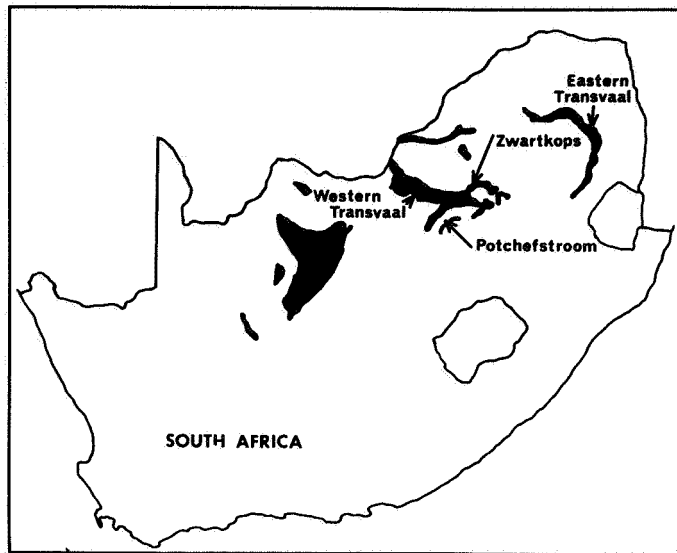 Eastern
Transvaal
Zwartkops
Western
Transvaal
Potchefstroom
SOUTH AFRICA